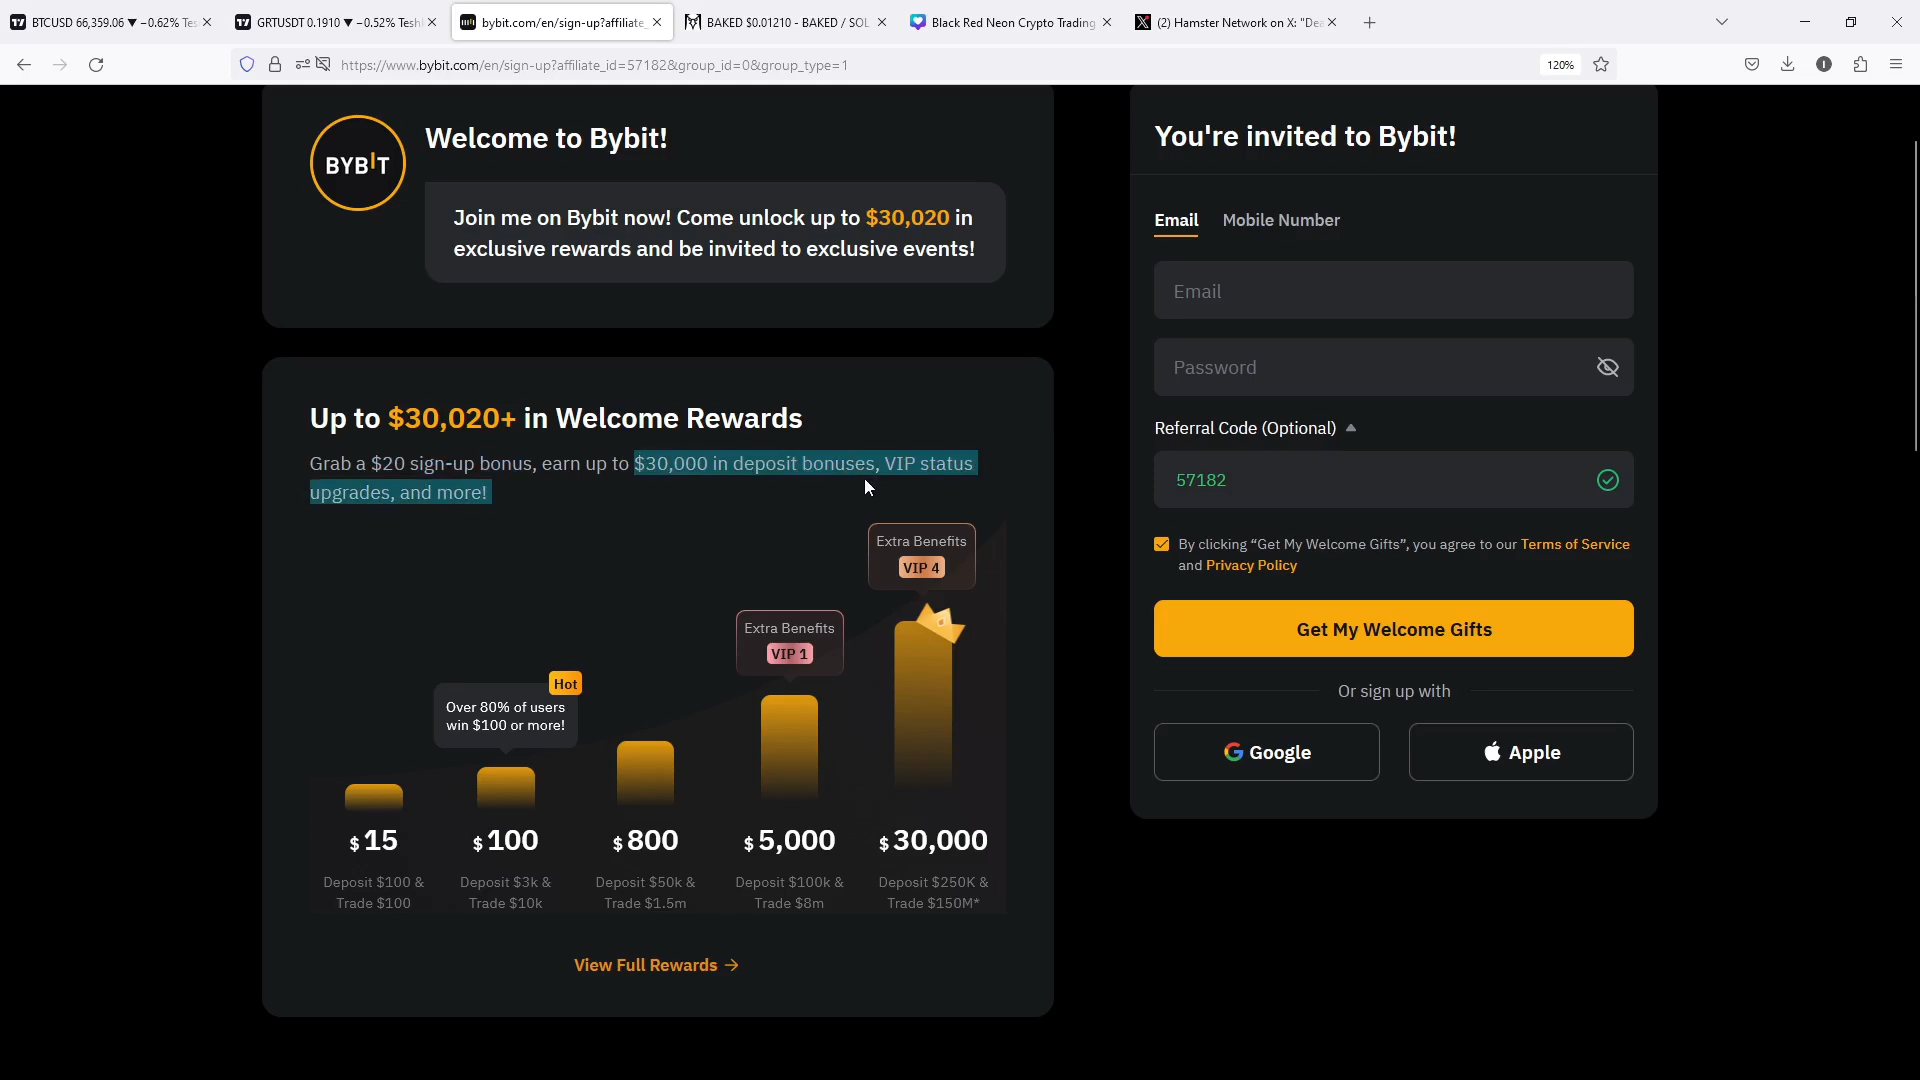 BTCUSD 66,359.06 ▼ −0.62% Tes
GRTUSDT 0.1910 ▼ −0.52% Tesh
bybit.com/en/sign-up?affiliate_
BAKED $0.01210 - BAKED / SOL
Black Red Neon Crypto Trading
(2) Hamster Network on X: "Dea
https://www.bybit.com/en/sign-up?affiliate_id=57182&group_id=0&group_type=1
120%
BYBIT
Welcome to Bybit!
Join me on Bybit now! Come unlock up to $30,020 in
exclusive rewards and be invited to exclusive events!
Up to $30,020+ in Welcome Rewards
Grab a $20 sign-up bonus, earn up to $30,000 in deposit bonuses, VIP status
upgrades, and more!
Extra Benefits
VIP 4
Extra Benefits
VIP 1
Hot
Over 80% of users
win $100 or more!
$15 $100 $800 $5,000 $30,000
Deposit $100 & Deposit $3k & Deposit $50k & Deposit $100k & Deposit $250K &
Trade $100 Trade $10k Trade $1.5m Trade $8m Trade $150M*
View Full Rewards →
You're invited to Bybit!
Email Mobile Number
Email
Password
Referral Code (Optional)
57182
By clicking “Get My Welcome Gifts”, you agree to our Terms of Service
and Privacy Policy
Get My Welcome Gifts
Or sign up with
Google Apple